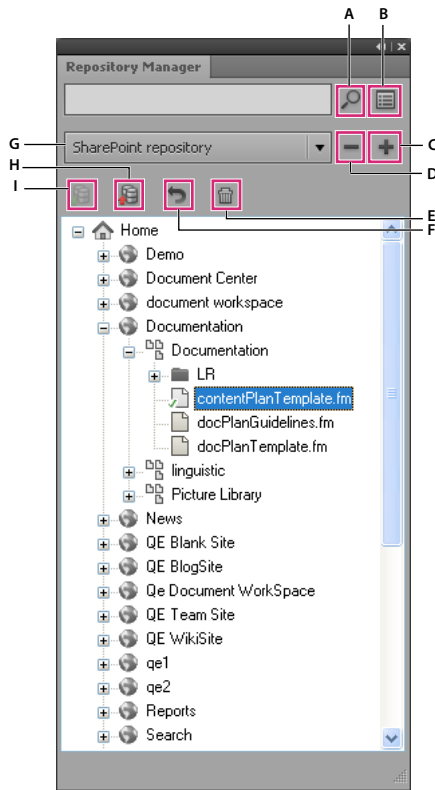 A B
Repository Manager
G SharePoint repository C
D
H
I
E
F
Home
Demo
Document Center
document workspace
Documentation
Documentation
LR
contentPlanTemplate.fm
docPlanGuidelines.fm
docPlanTemplate.fm
linguistic
Picture Library
News
QE Blank Site
QE BlogSite
Qe Document WorkSpace
QE Team Site
QE WikiSite
qe1
qe2
Reports
Search